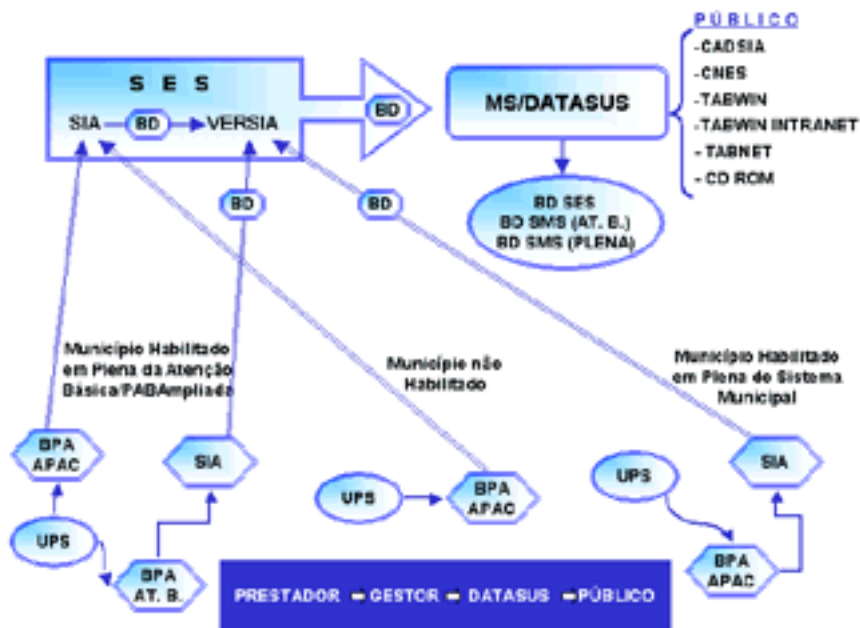 PÚBLICO
-CADSIA
-CNES
-TABWIN
-TABWIN INTRANET
- TABNET
- CD ROM
S E S
SIA
BD
VERSIA
BD
MS/DATASUS
BD SES
BD SMS (AT. B.)
BD SMS (PLENA)
BD
BD
Município Habilitado
em Plena da Atenção
Básica/PABAmpliado
Município não
Habilitado
Município Habilitado
em Plena do Sistema
Municipal
BPA
APAC
SIA
UPS
BPA
AT. B.
UPS
BPA
APAC
UPS
SIA
BPA
APAC
PRESTADOR ➡ GESTOR ➡ DATASUS ➡ PÚBLICO